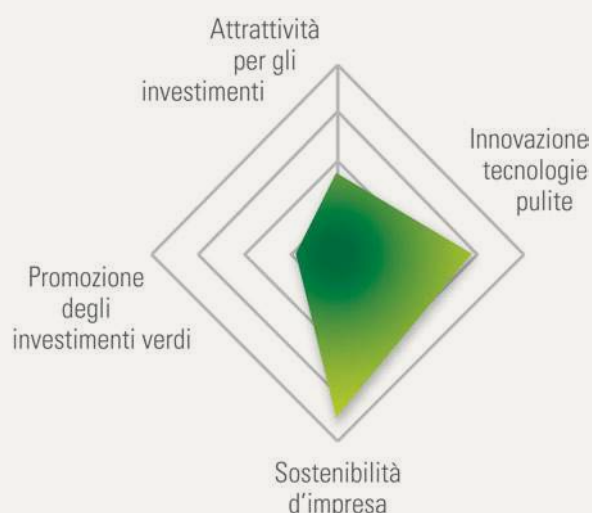 Attrattività
per gli
investimenti
Innovazione
tecnologie
pulite
Promozione
degli
investimenti verdi
Sostenibilità
d'impresa